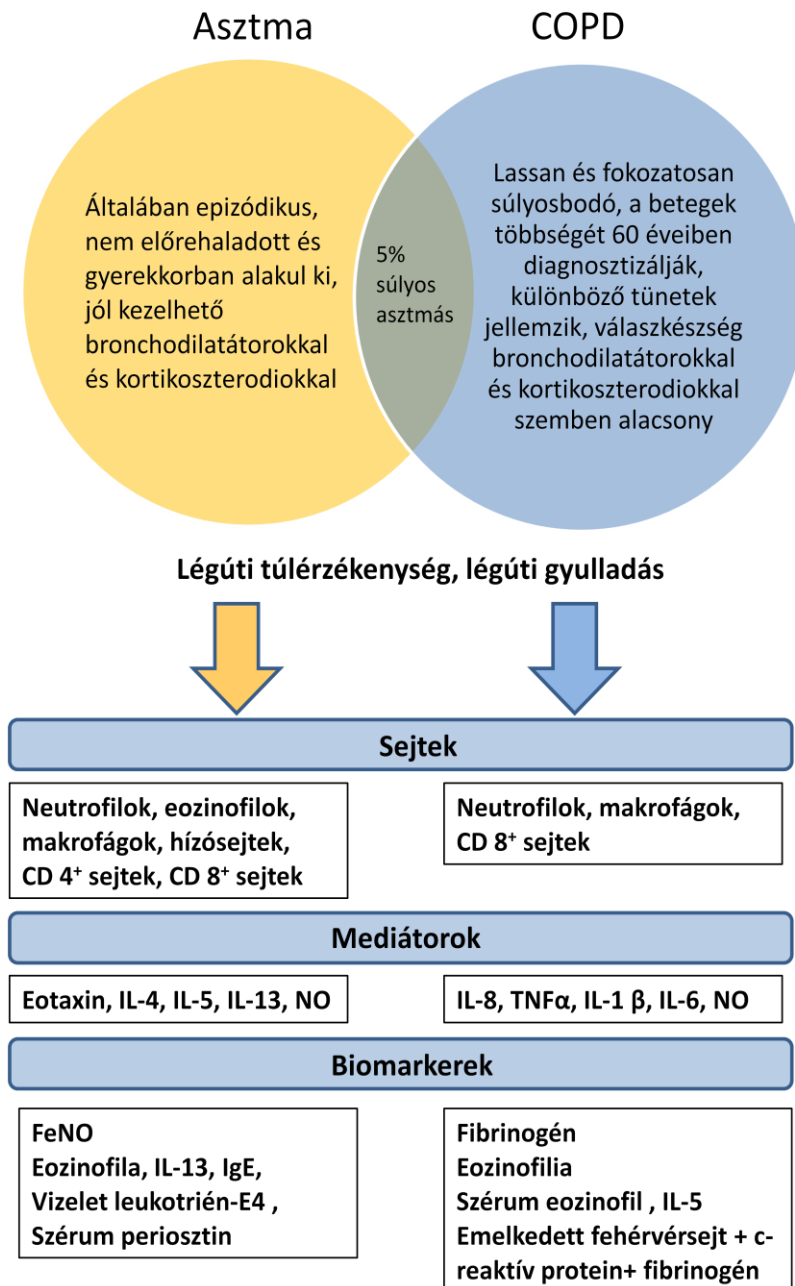 Asztma
COPD
Általában epizódikus,
nem előrehaladott és
gyerekkorban alakul ki,
jól kezelhető
bronchodilatátorokkal
és kortikoszterodiokkal
5%
súlyos
asztmás
Lassan és fokozatosan
súlyosbodó, a betegek
többségét 60 éveiben
diagnosztizálják,
különböző tünetek
jellemzik, válaszkészség
bronchodilatátorokkal
és kortikoszterodiokkal
szemben alacsony
Légúti túlérzékenység, légúti gyulladás
Sejtek
Neutrofilok, eozinofilok,
makrofágok, hízósejtek,
CD 4⁺ sejtek, CD 8⁺ sejtek
Neutrofilok, makrofágok,
CD 8⁺ sejtek
Mediátorok
Eotaxin, IL-4, IL-5, IL-13, NO
IL-8, TNFα, IL-1 β, IL-6, NO
Biomarkerek
FeNO
Eozinofila, IL-13, IgE,
Vizelet leukotrién-E4 ,
Szérum periosztin
Fibrinogén
Eozinofilia
Szérum eozinofil , IL-5
Emelkedett fehérvérsejt + c-
reaktív protein+ fibrinogén